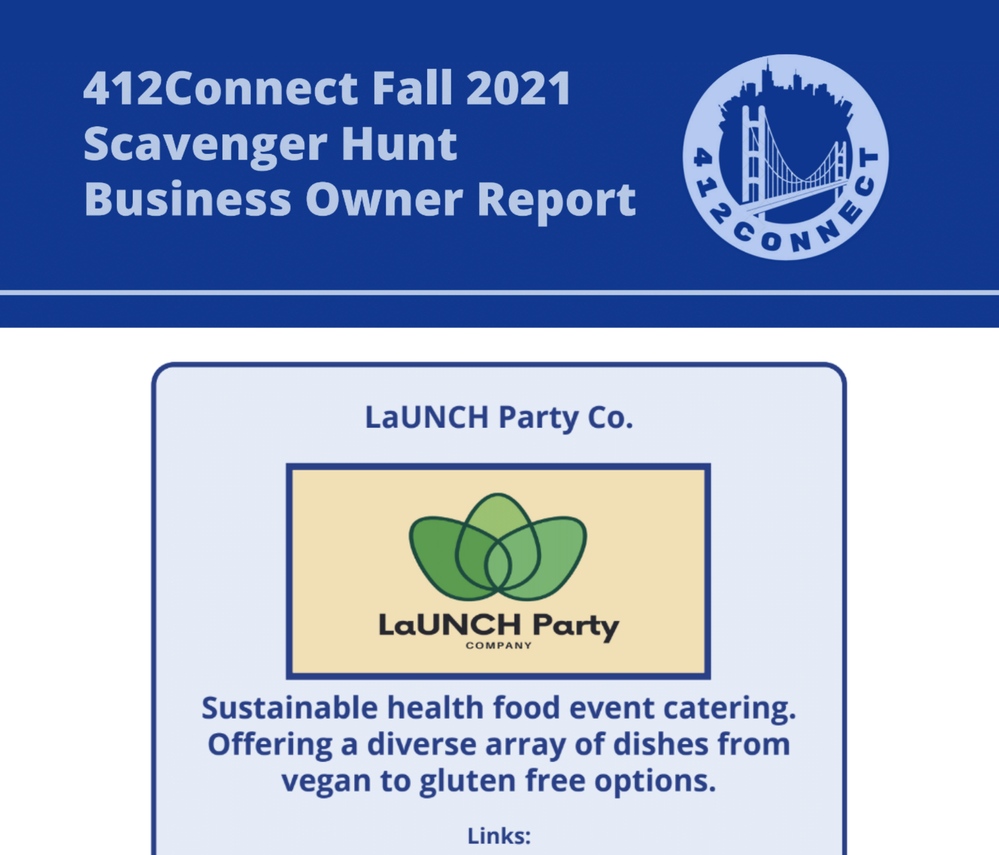 412Connect Fall 2021
Scavenger Hunt
Business Owner Report
412CONNECT
LaUNCH Party Co.
LaUNCH Party
COMPANY
Sustainable health food event catering.
Offering a diverse array of dishes from
vegan to gluten free options.
Links: